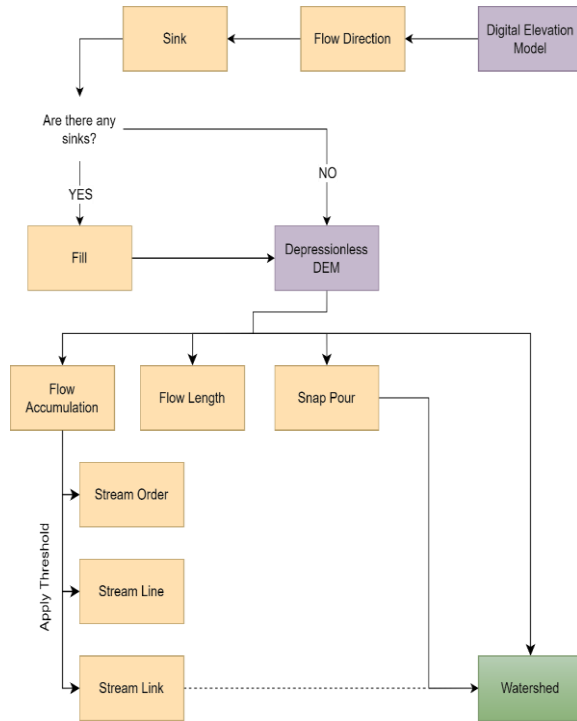 Sink
Flow Direction
Digital Elevation
Model
Are there any
sinks?
NO
YES
Fill
Depressionless
DEM
Flow
Accumulation
Flow Length
Snap Pour
Stream Order
Apply Threshold
Stream Line
Stream Link
Watershed